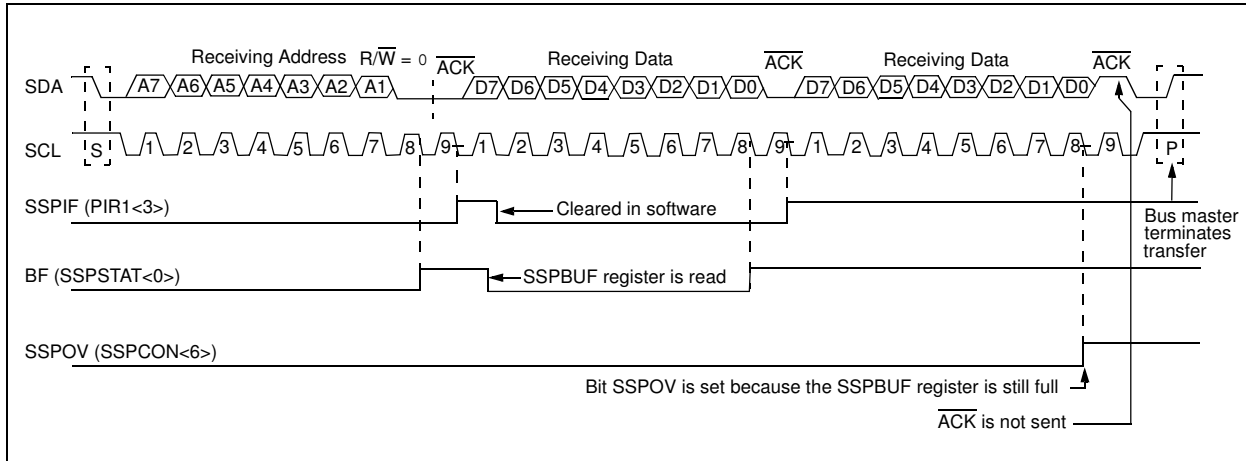 Receiving Address R/W = 0 ACK Receiving Data ACK Receiving Data ACK
SDA A7 A6 A5 A4 A3 A2 A1 D7 D6 D5 D4 D3 D2 D1 D0 D7 D6 D5 D4 D3 D2 D1 D0
SCL S 1 2 3 4 5 6 7 8 9 1 2 3 4 5 6 7 8 9 1 2 3 4 5 6 7 8 9 P
SSPIF (PIR1<3>) Cleared in software
Bus master
terminates
transfer
BF (SSPSTAT<0>) SSPBUF register is read
SSPOV (SSPCON<6>)
Bit SSPOV is set because the SSPBUF register is still full
ACK is not sent